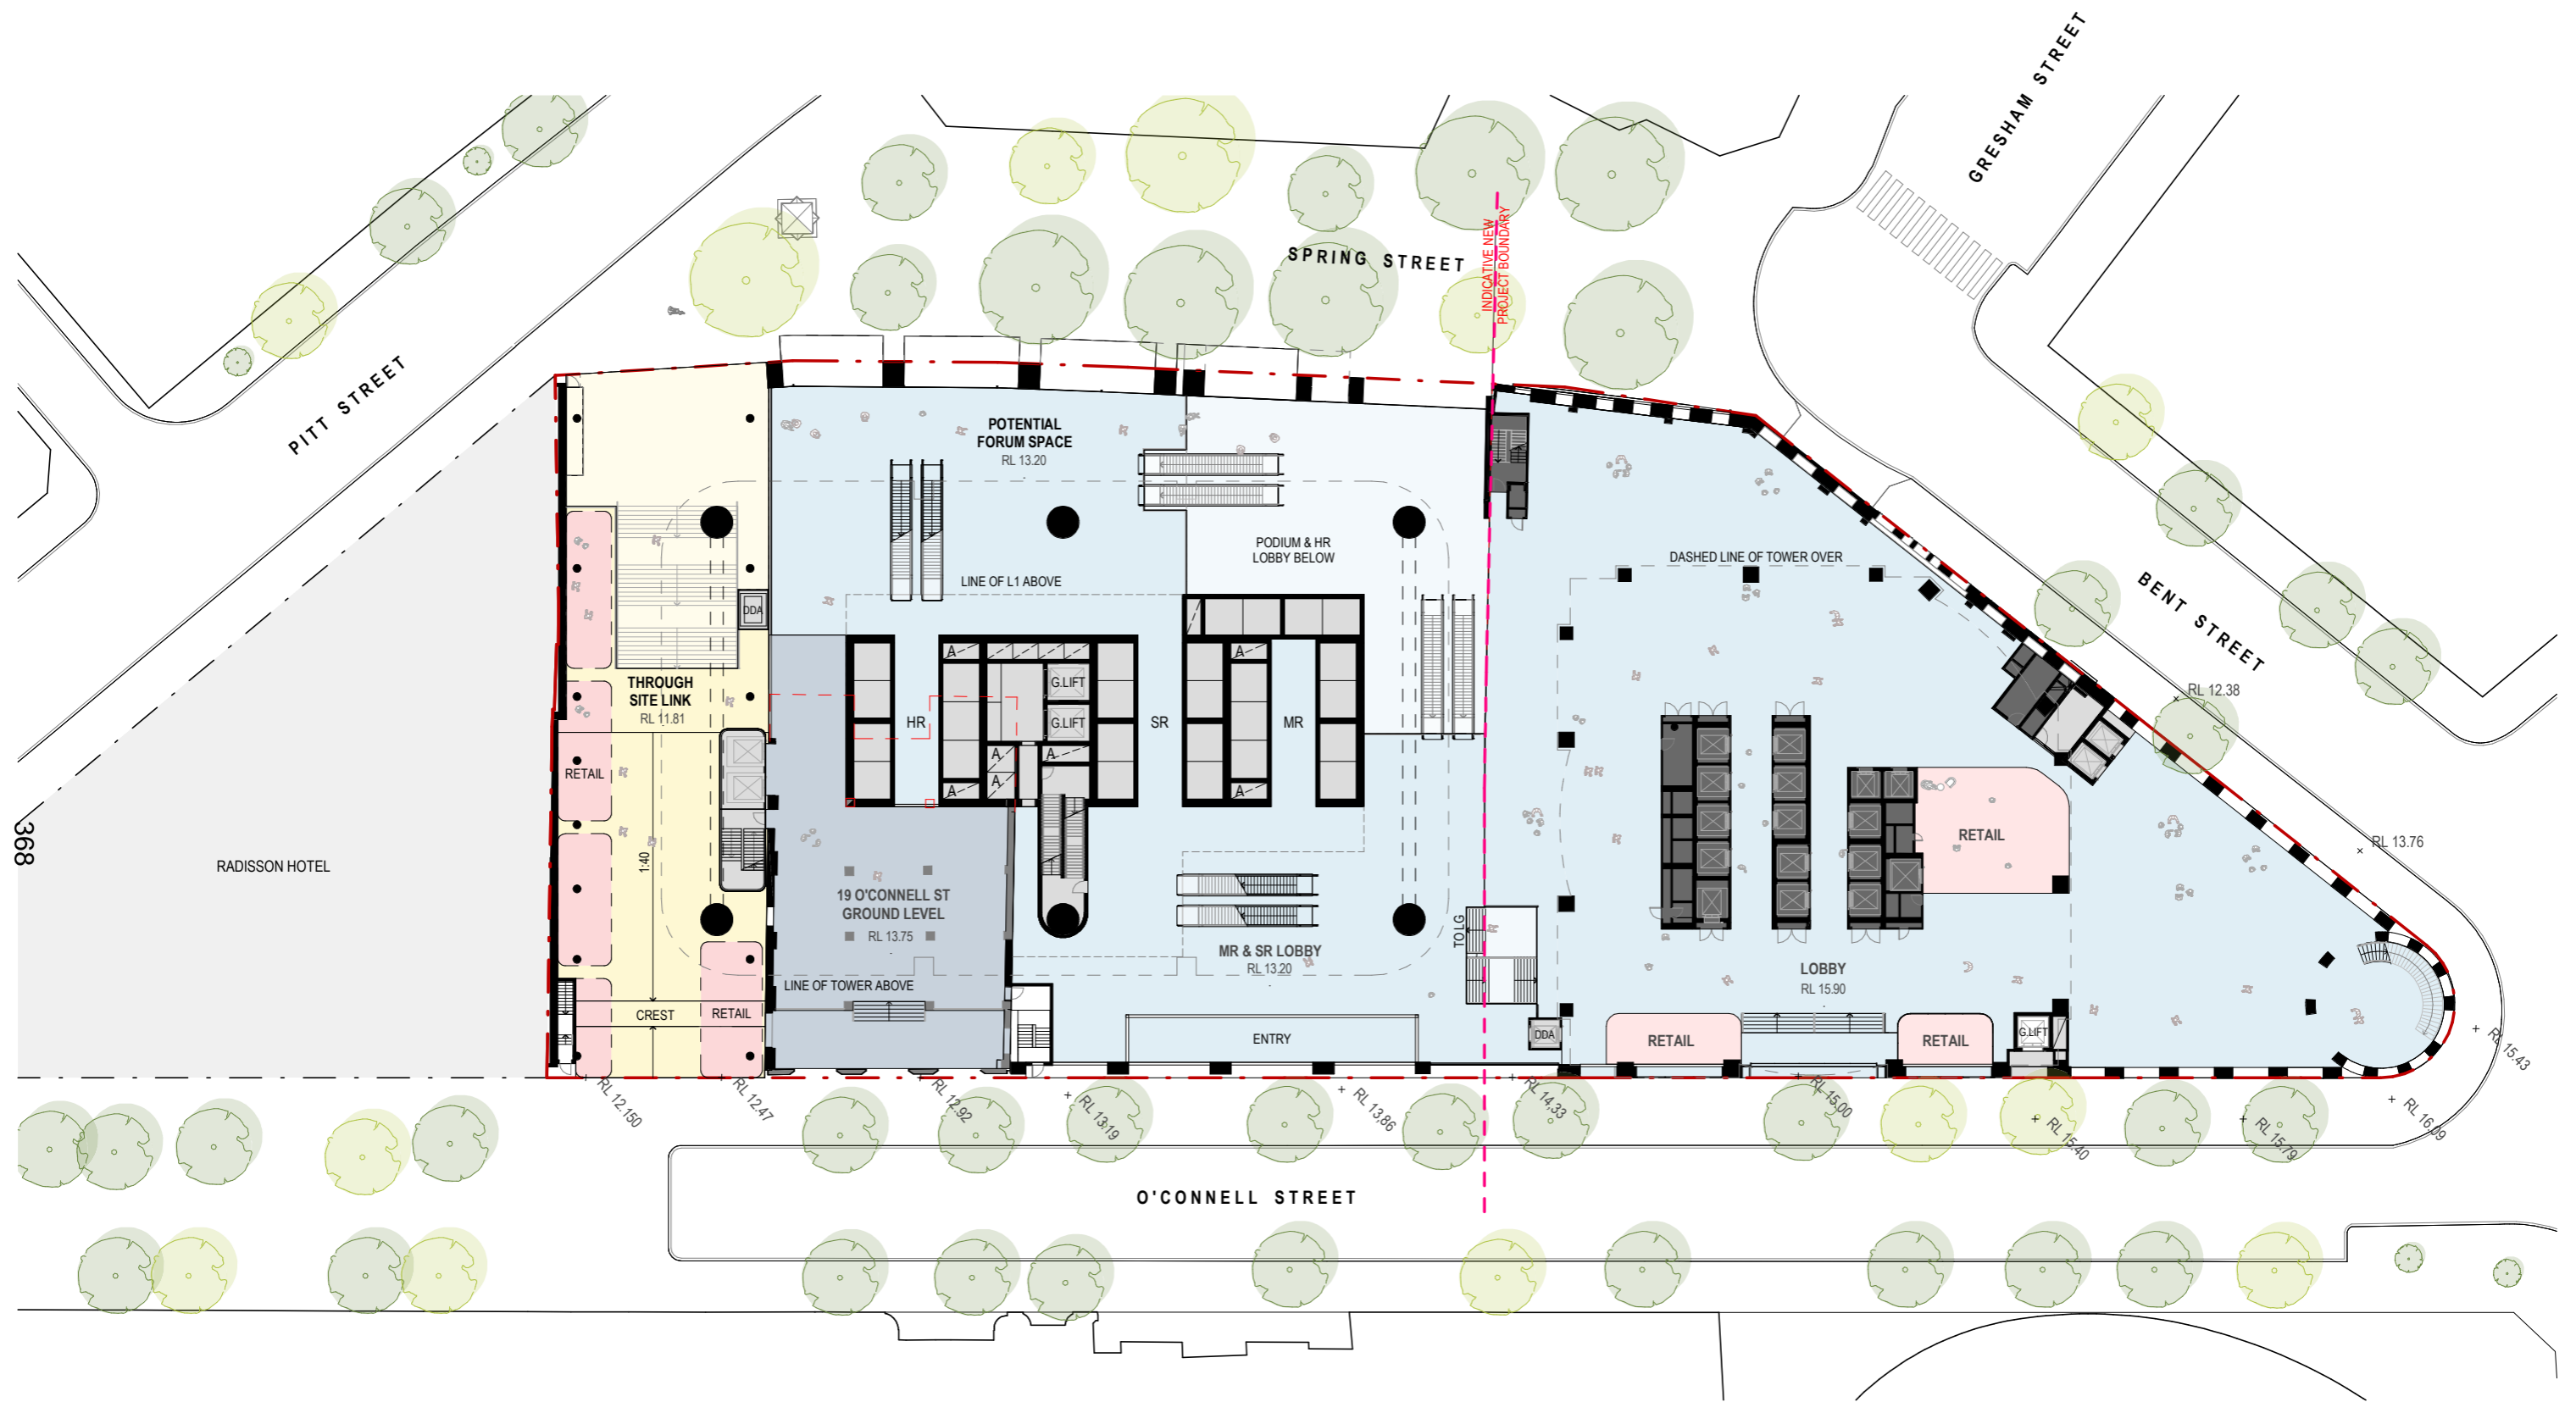 GRESHAM STREET
SPRING STREET
INDICATIVE NEW
PROJECT BOUNDARY
PITT STREET
BENT STREET
POTENTIAL
FORUM SPACE
RL 13.20
PODIUM & HR
LOBBY BELOW
LINE OF L1 ABOVE
DASHED LINE OF TOWER OVER
DDA
THROUGH
SITE LINK
RL 11.81
A
A
G.LIFT
G.LIFT
HR
SR
MR
A
A
A
A
A
RL 12.38
RL 13.76
RETAIL
1:40
368
RADISSON HOTEL
RETAIL
19 O'CONNELL ST
GROUND LEVEL
RL 13.75
TO LG
MR & SR LOBBY
RL 13.20
LOBBY
RL 15.90
LINE OF TOWER ABOVE
CREST
RETAIL
ENTRY
DDA
RETAIL
RETAIL
G.LIFT
RL 12.150
RL 12.47
RL 12.92
RL 13.19
RL 13.86
RL 14.33
RL 15.00
RL 15.40
RL 15.79
RL 16.09
RL 15.43
O'CONNELL STREET